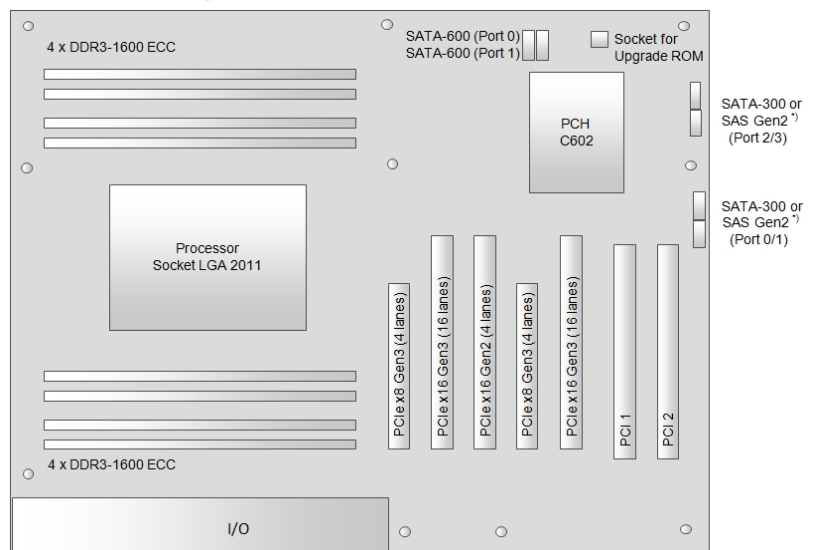 4 x DDR3-1600 ECC
SATA-600 (Port 0)
SATA-600 (Port 1)
Socket for
Upgrade ROM
PCH
C602
SATA-300 or
SAS Gen2 *)
(Port 2/3)
SATA-300 or
SAS Gen2 *)
(Port 0/1)
Processor
Socket LGA 2011
PCIe x8 Gen3 (4 lanes)
PCIe x16 Gen3 (16 lanes)
PCIe x16 Gen2 (4 lanes)
PCIe x8 Gen3 (4 lanes)
PCIe x16 Gen3 (16 lanes)
PCI 1
PCI 2
4 x DDR3-1600 ECC
I/O